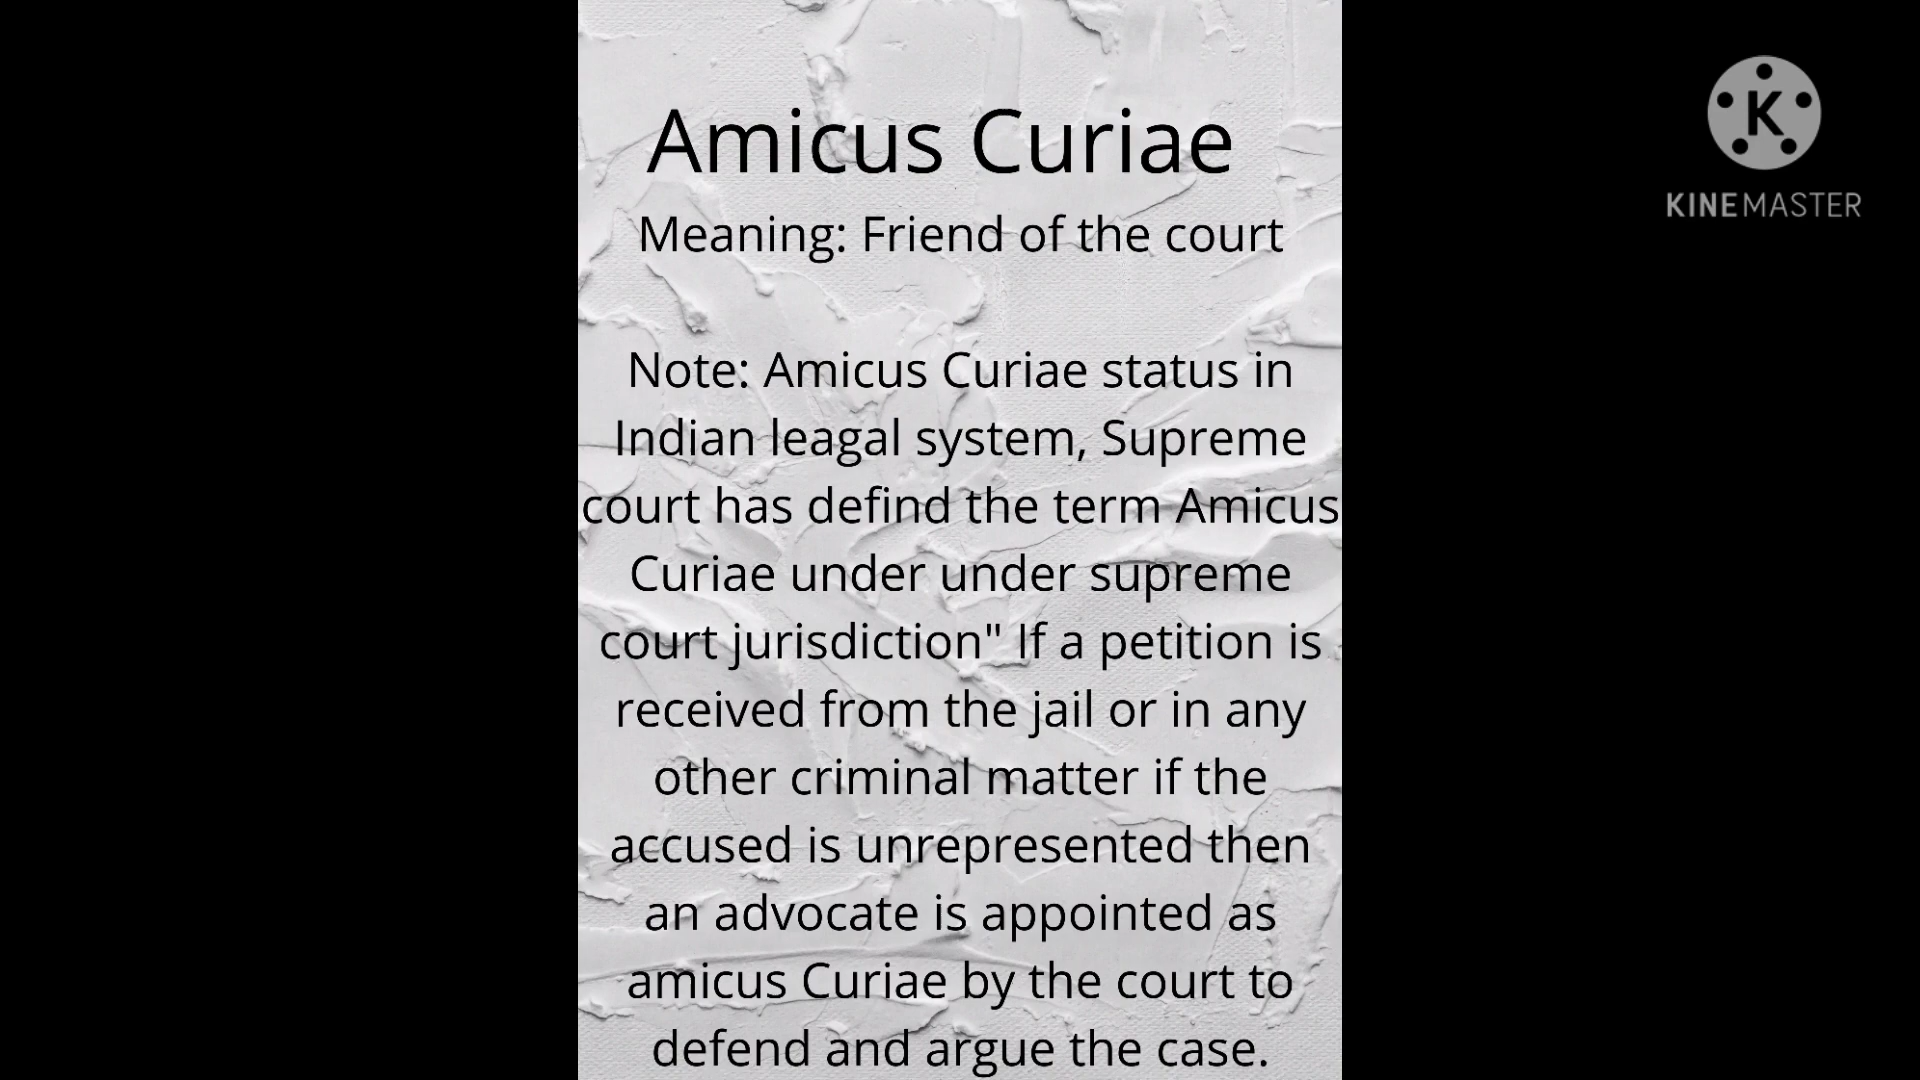 Amicus Curiae
Meaning: Friend of the court
Note: Amicus Curiae status in
Indian leagal system, Supreme
court has defind the term Amicus
Curiae under under supreme
court jurisdiction" If a petition is
received from the jail or in any
other criminal matter if the
accused is unrepresented then
an advocate is appointed as
amicus Curiae by the court to
defend and argue the case.
K
KINEMASTER